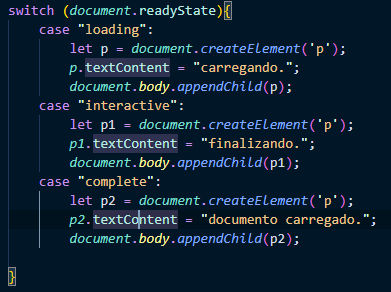 switch (document.readyState){
case "loading":
let p = document.createElement('p');
p.textContent = "carregando.";
document.body.appendChild(p);
case "interactive":
let p1 = document.createElement('p');
p1.textContent = "finalizando.";
document.body.appendChild(p1);
case "complete":
let p2 = document.createElement('p');
p2.textContent = "documento carregado.";
document.body.appendChild(p2);
}